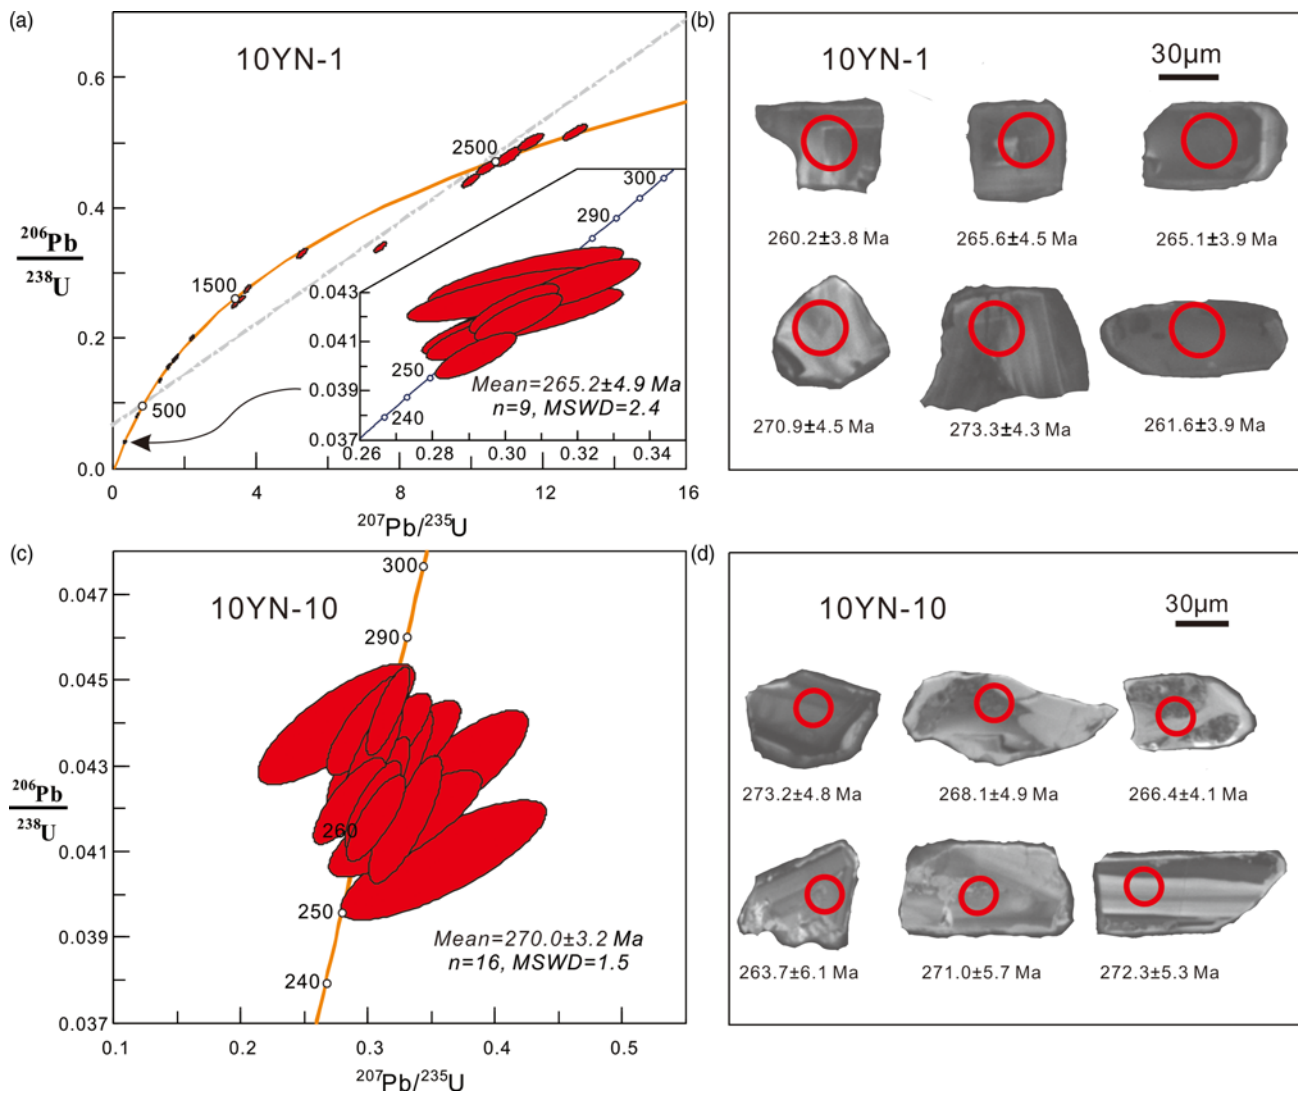 (a)
10YN-1
0.6
0.4
0.2
0.0
²⁰⁶Pb
²³⁸U
2500
1500
500
300
290
250
240
0.043
0.041
0.039
0.037
0.26
0.28
0.30
0.32
0.34
Mean=265.2±4.9 Ma
n=9, MSWD=2.4
0
4
8
12
16
²⁰⁷Pb/²³⁵U
(b)
10YN-1
30µm
260.2±3.8 Ma
265.6±4.5 Ma
265.1±3.9 Ma
270.9±4.5 Ma
273.3±4.3 Ma
261.6±3.9 Ma
(c)
10YN-10
0.047
0.045
0.043
0.041
0.039
0.037
²⁰⁶Pb
²³⁸U
300
290
260
250
240
Mean=270.0±3.2 Ma
n=16, MSWD=1.5
0.1
0.2
0.3
0.4
0.5
²⁰⁷Pb/²³⁵U
(d)
10YN-10
30µm
273.2±4.8 Ma
268.1±4.9 Ma
266.4±4.1 Ma
263.7±6.1 Ma
271.0±5.7 Ma
272.3±5.3 Ma